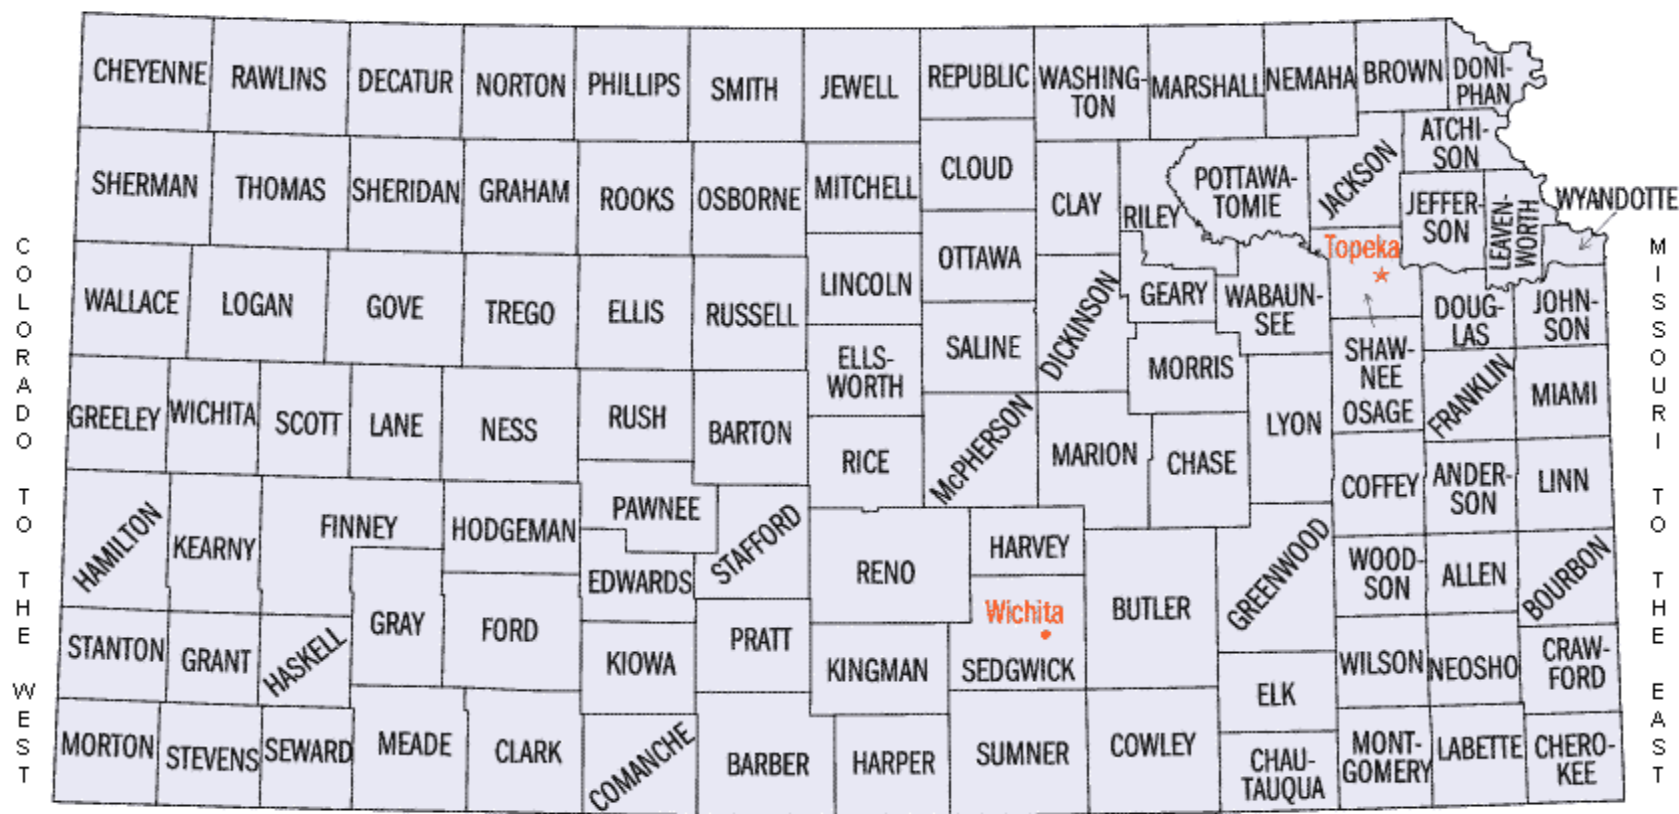 CHEYENNE
RAWLINS
DECATUR
NORTON
PHILLIPS
SMITH
JEWELL
REPUBLIC
WASHING-
TON
MARSHALL
NEMAHA
BROWN
DONI-
PHAN
SHERMAN
THOMAS
SHERIDAN
GRAHAM
ROOKS
OSBORNE
MITCHELL
CLOUD
CLAY
RILEY
POTTAWA-
TOMIE
JACKSON
ATCHI-
SON
JEFFER-
SON
LEAVEN-
WORTH
WYANDOTTE
WALLACE
LOGAN
GOVE
TREGO
ELLIS
RUSSELL
LINCOLN
OTTAWA
DICKINSON
GEARY
WABAUN-
SEE
Topeka
SHAW-
NEE
DOUG-
LAS
JOHN-
SON
ELLS-
WORTH
SALINE
MORRIS
GREELEY
WICHITA
SCOTT
LANE
NESS
RUSH
BARTON
RICE
McPHERSON
MARION
CHASE
LYON
OSAGE
FRANKLIN
MIAMI
HAMILTON
KEARNY
FINNEY
HODGEMAN
PAWNEE
STAFFORD
RENO
HARVEY
COFFEY
ANDER-
SON
LINN
EDWARDS
GRAY
FORD
PRATT
Wichita
SEDGWICK
BUTLER
GREENWOOD
WOOD-
SON
ALLEN
BOURBON
STANTON
GRANT
HASKELL
KIOWA
KINGMAN
ELK
WILSON
NEOSHO
CRAW-
FORD
MORTON
STEVENS
SEWARD
MEADE
CLARK
COMANCHE
BARBER
HARPER
SUMNER
COWLEY
CHAU-
TAUQUA
MONT-
GOMERY
LABETTE
CHERO-
KEE
COLORADO TO THE WEST
MISSOURI TO THE EAST